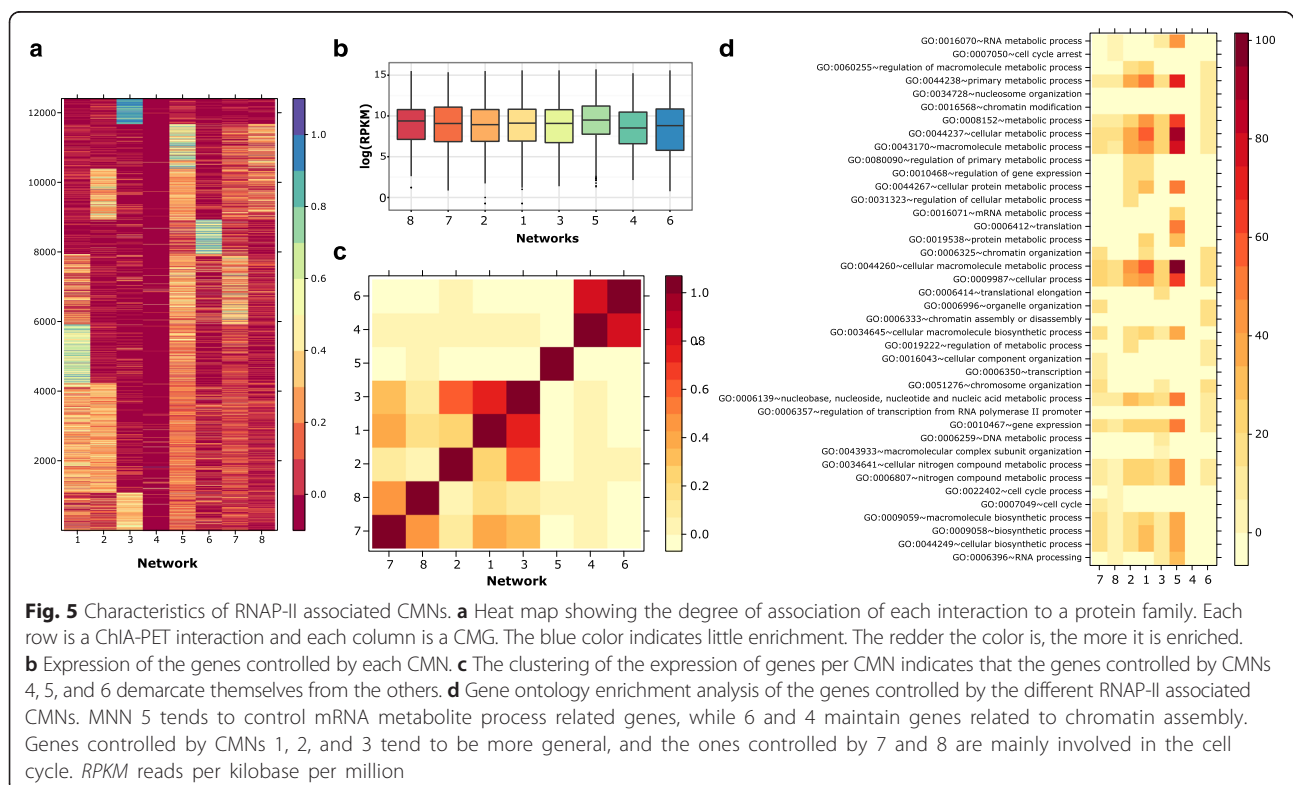 a
12000
10000
8000
6000
4000
2000
1 2 3 4 5 6 7 8
Network
1.0
0.8
0.6
0.4
0.2
0.0
b
log(RPKM)
15
10
5
0
8 7 2 1 3 5 4 6
Networks
c
6
4
5
3
1
2
8
7
7 8 2 1 3 5 4 6
Network
1.0
0.8
0.6
0.4
0.2
0.0
d
GO:0016070~RNA metabolic process
GO:0007050~cell cycle arrest
GO:0060255~regulation of macromolecule metabolic process
GO:0044238~primary metabolic process
GO:0034728~nucleosome organization
GO:0016568~chromatin modification
GO:0008152~metabolic process
GO:0044237~cellular metabolic process
GO:0043170~macromolecule metabolic process
GO:0080090~regulation of primary metabolic process
GO:0010468~regulation of gene expression
GO:0044267~cellular protein metabolic process
GO:0031323~regulation of cellular metabolic process
GO:0016071~mRNA metabolic process
GO:0006412~translation
GO:0019538~protein metabolic process
GO:0006325~chromatin organization
GO:0044260~cellular macromolecule metabolic process
GO:0009987~cellular process
GO:0006414~translational elongation
GO:0006996~organelle organization
GO:0006333~chromatin assembly or disassembly
GO:0034645~cellular macromolecule biosynthetic process
GO:0019222~regulation of metabolic process
GO:0016043~cellular component organization
GO:0006350~transcription
GO:0051276~chromosome organization
GO:0006139~nucleobase, nucleoside, nucleotide and nucleic acid metabolic process
GO:0006357~regulation of transcription from RNA polymerase II promoter
GO:0010467~gene expression
GO:0006259~DNA metabolic process
GO:0043933~macromolecular complex subunit organization
GO:0034641~cellular nitrogen compound metabolic process
GO:0006807~nitrogen compound metabolic process
GO:0022402~cell cycle process
GO:0007049~cell cycle
GO:0009059~macromolecule biosynthetic process
GO:0009058~biosynthetic process
GO:0044249~cellular biosynthetic process
GO:0006396~RNA processing
7 8 2 1 3 5 4 6
100
80
60
40
20
0
Fig. 5 Characteristics of RNAP-II associated CMNs. a Heat map showing the degree of association of each interaction to a protein family. Each
row is a ChIA-PET interaction and each column is a CMG. The blue color indicates little enrichment. The redder the color is, the more it is enriched.
b Expression of the genes controlled by each CMN. c The clustering of the expression of genes per CMN indicates that the genes controlled by CMNs
4, 5, and 6 demarcate themselves from the others. d Gene ontology enrichment analysis of the genes controlled by the different RNAP-II associated
CMNs. MNN 5 tends to control mRNA metabolite process related genes, while 6 and 4 maintain genes related to chromatin assembly.
Genes controlled by CMNs 1, 2, and 3 tend to be more general, and the ones controlled by 7 and 8 are mainly involved in the cell
cycle. RPKM reads per kilobase per million